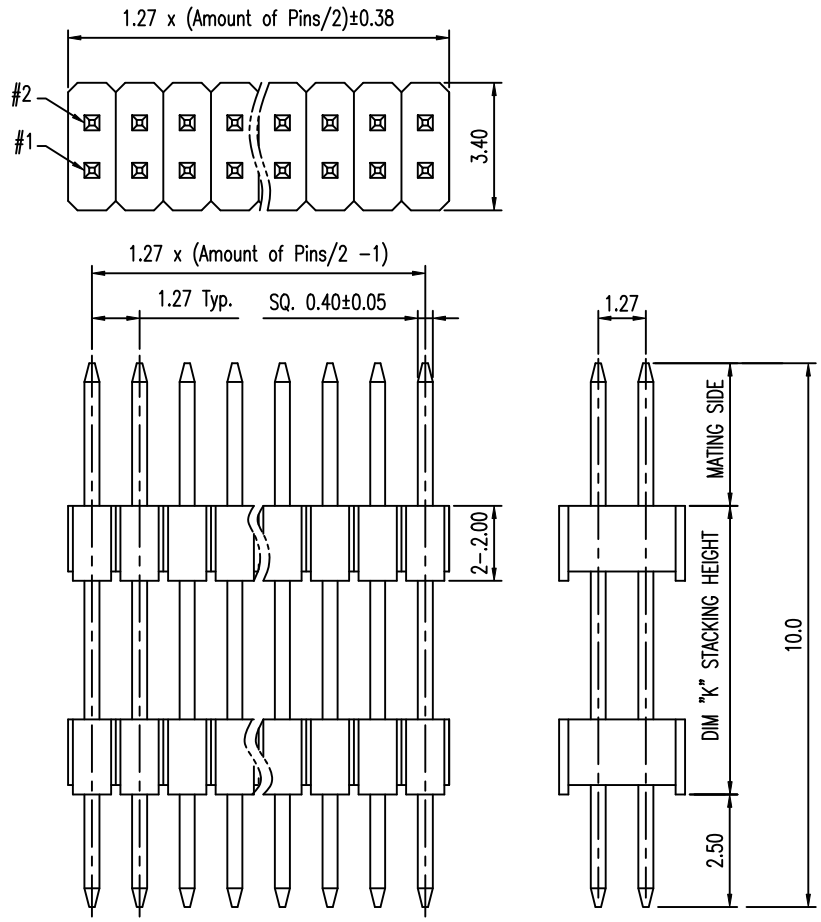 1.27 x (Amount of Pins/2)±0.38
#2
#1
3.40
1.27 x (Amount of Pins/2 -1)
1.27 Typ.
SQ. 0.40±0.05
1.27
MATING SIDE
2-.2.00
DIM "K" STACKING HEIGHT
10.0
2.50